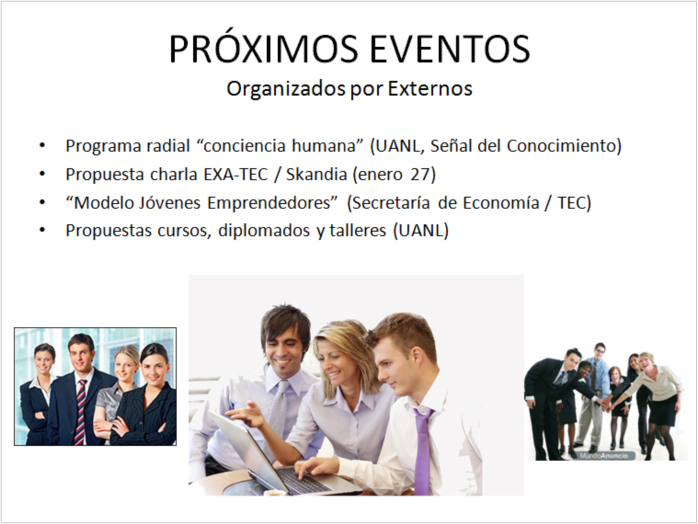 PRÓXIMOS EVENTOS
Organizados por Externos
• Programa radial “conciencia humana” (UANL, Señal del Conocimiento)
• Propuesta charla EXA-TEC / Skandia (enero 27)
• “Modelo Jóvenes Emprendedores” (Secretaría de Economía / TEC)
• Propuestas cursos, diplomados y talleres (UANL)
MundoAnuncio